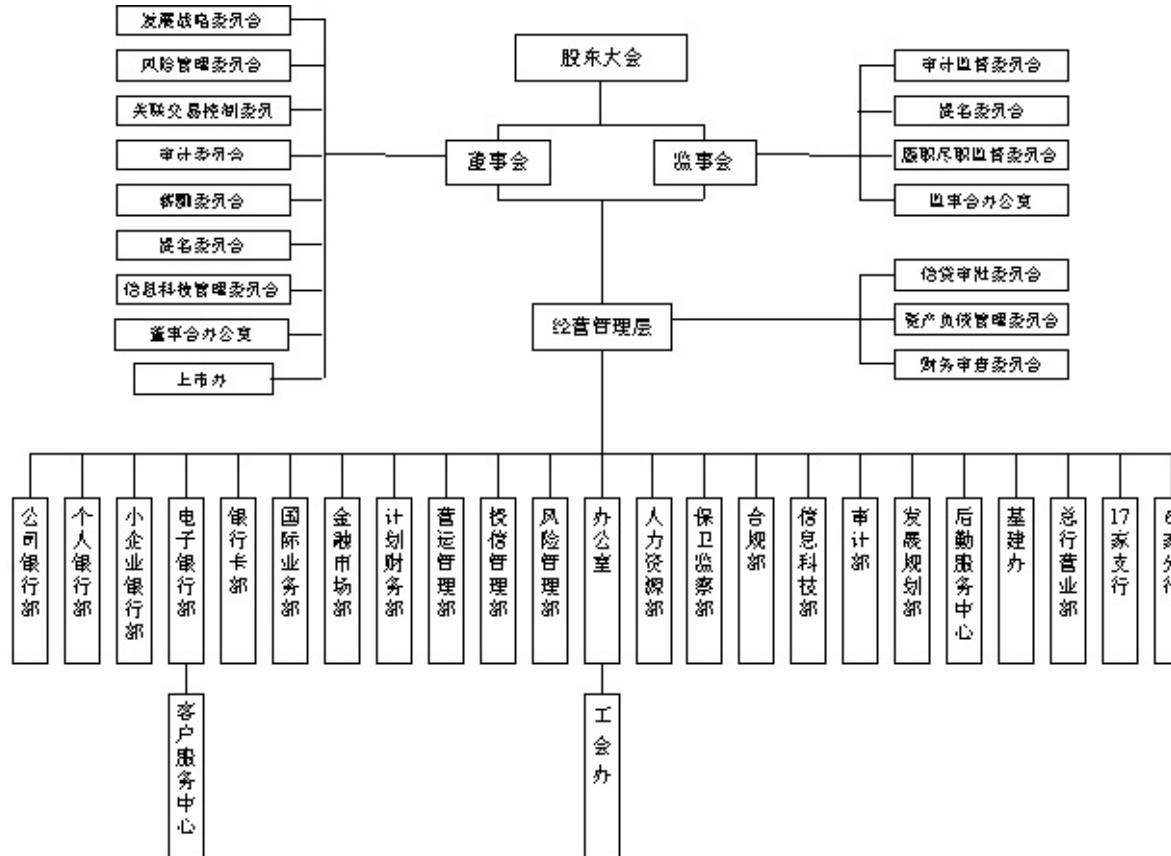 发展战略委员会
风险管理委员会
关联交易控制委员
审计委员会
薪酬委员会
提名委员会
信息科技管理委员会
董事会办公室
上市办
股东大会
董事会
监事会
审计监督委员会
提名委员会
履职尽职监督委员会
监事会办公室
经营管理层
信贷审批委员会
资产负债管理委员会
财务审查委员会
公司银行部
个人银行部
小企业银行部
电子银行部
银行卡部
国际业务部
金融市场部
计划财务部
营运管理部
授信管理部
风险管理部
办公室
人力资源部
保卫监察部
合规部
信息科技部
审计部
发展规划部
后勤服务中心
基建办
总行营业部
17家支行
6家分行
客户服务中心
工会办